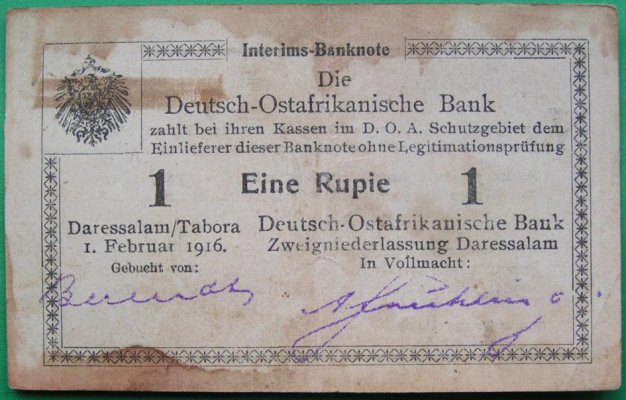 Interims-Banknote
Die
Deutsch-Ostafrikanische Bank
zahlt bei ihren Kassen im D. O. A. Schutzgebiet dem
Einlieferer dieser Banknote ohne Legitimationsprüfung
1 Eine Rupie 1
Daressalam/Tabora
1. Februar 1916.
Gebucht von:
Deutsch-Ostafrikanische Bank
Zweigniederlassung Daressalam
In Vollmacht: